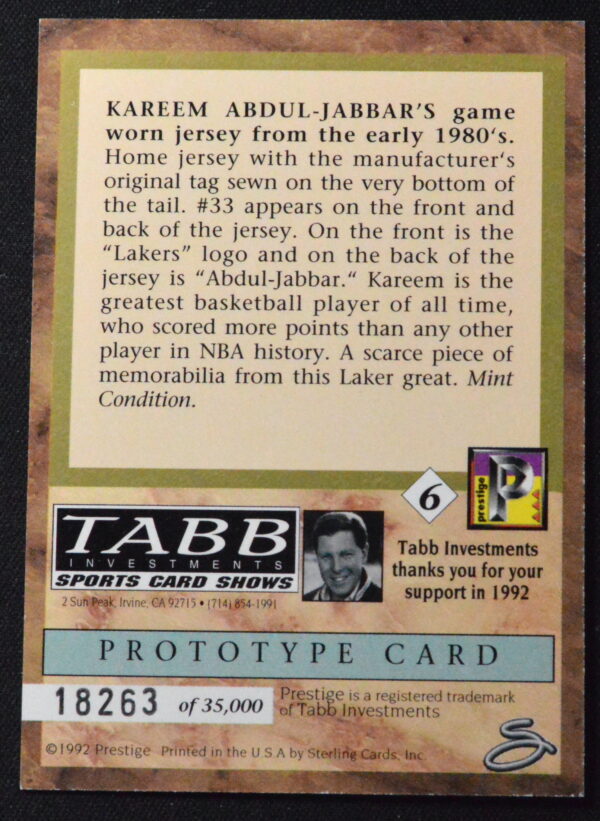 KAREEM ABDUL-JABBAR'S game
worn jersey from the early 1980's.
Home jersey with the manufacturer's
original tag sewn on the very bottom of
the tail. #33 appears on the front and
back of the jersey. On the front is the
"Lakers" logo and on the back of the
jersey is "Abdul-Jabbar." Kareem is the
greatest basketball player of all time,
who scored more points than any other
player in NBA history. A scarce piece of
memorabilia from this Laker great. Mint
Condition.
6
prestige P
TABB
INVESTMENTS
SPORTS CARD SHOWS
2 Sun Peak, Irvine, CA 92715 • (714) 854-1991
Tabb Investments
thanks you for your
support in 1992
PROTOTYPE CARD
18263 of 35,000
Prestige is a registered trademark
of Tabb Investments
©1992 Prestige Printed in the U S A by Sterling Cards, Inc.